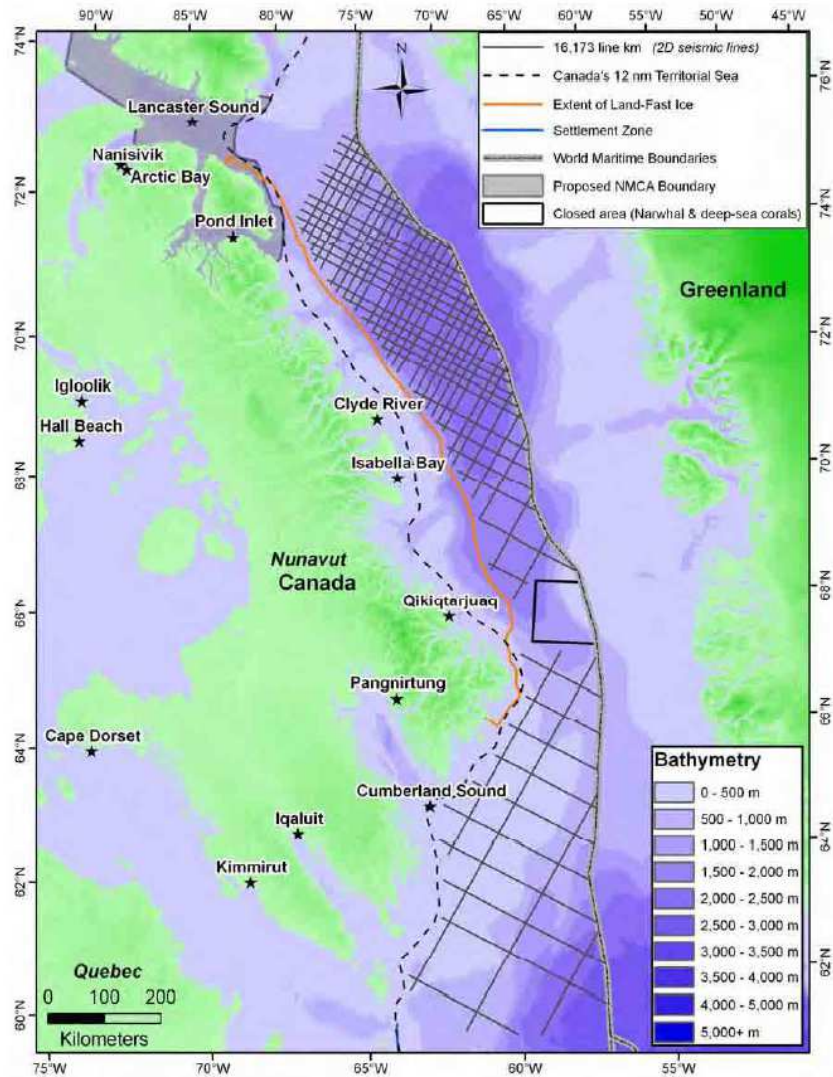 90°W 85°W 80°W 75°W 70°W 65°W 60°W 55°W 50°W
74°N
72°N
70°N
68°N
66°N
64°N
62°N
60°N
76°N
74°N
72°N
70°N
68°N
66°N
64°N
62°N
N
16,173 line km (2D seismic lines)
Canada's 12 nm Territorial Sea
Extent of Land-Fast Ice
Settlement Zone
World Maritime Boundaries
Proposed NMCA Boundary
Closed area (Narwhal & deep-sea corals)
Lancaster Sound
Nanisivik
Arctic Bay
Pond Inlet
Greenland
Igloolik
Hall Beach
Clyde River
Isabella Bay
Nunavut
Canada
Qikiqtarjuaq
Pangnirtung
Cape Dorset
Cumberland Sound
Iqaluit
Kimmirut
Quebec
0 100 200
Kilometers
Bathymetry
0 - 500 m
500 - 1,000 m
1,000 - 1,500 m
1,500 - 2,000 m
2,000 - 2,500 m
2,500 - 3,000 m
3,000 - 3,500 m
3,500 - 4,000 m
4,000 - 5,000 m
5,000+ m
75°W 70°W 65°W 60°W 55°W